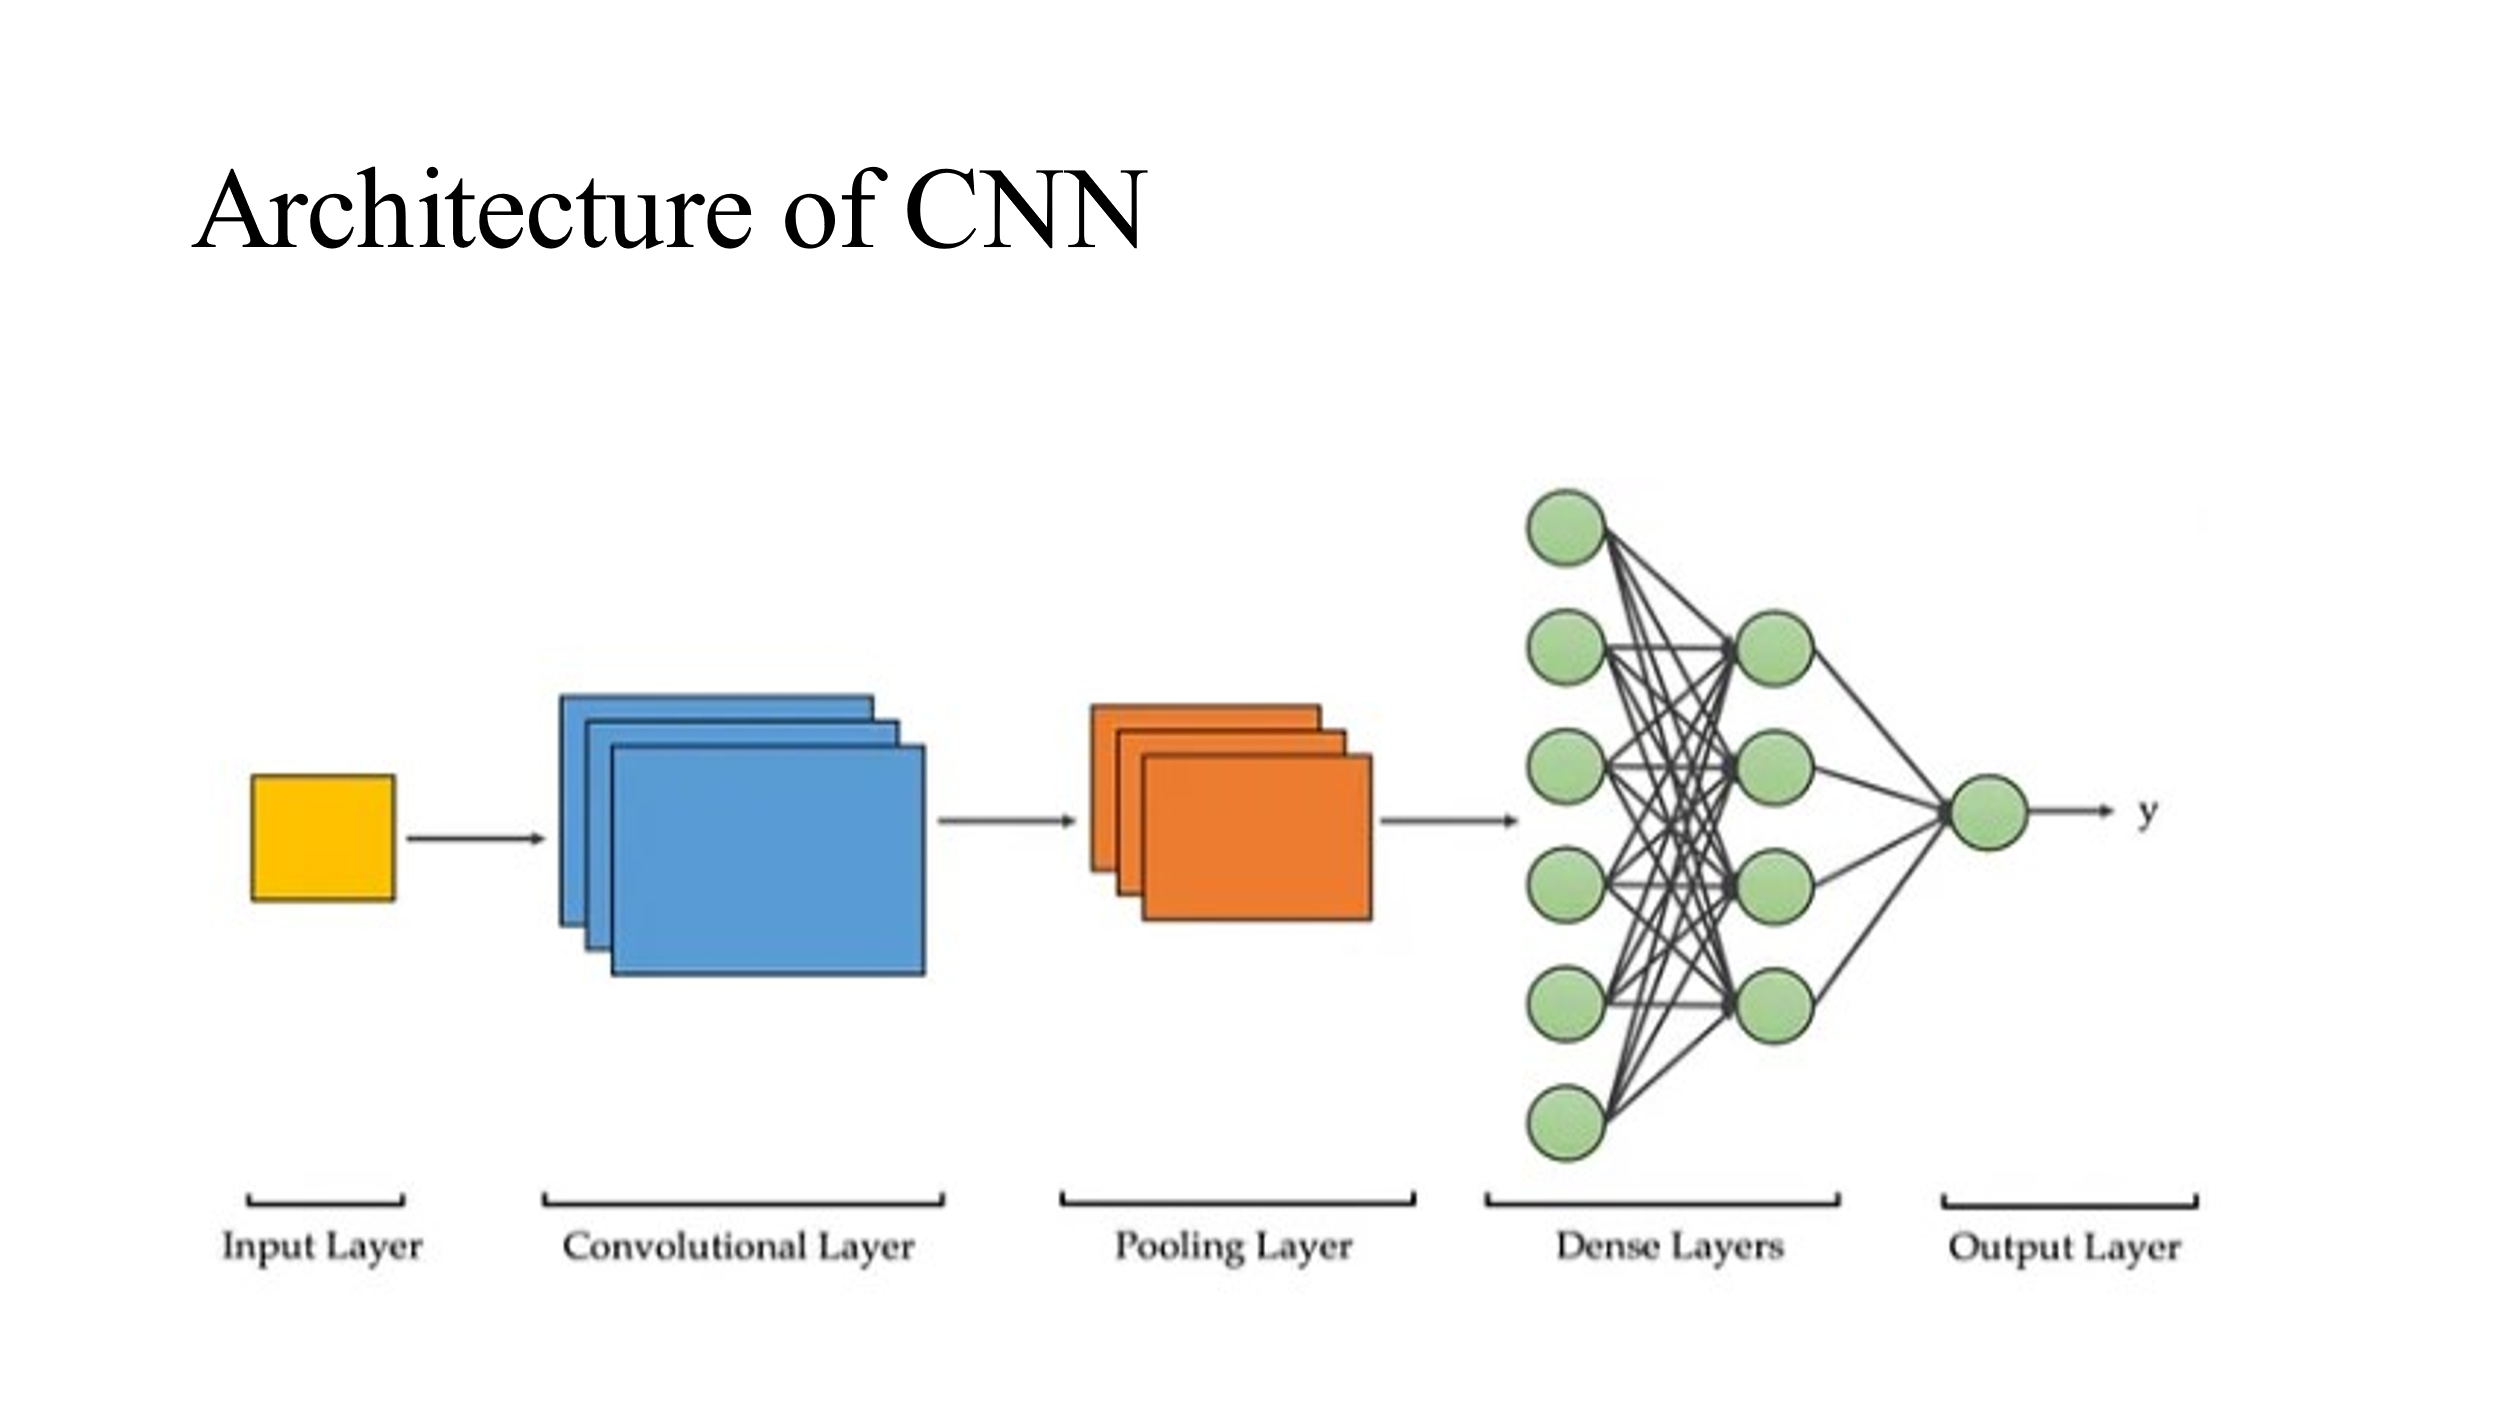 Architecture of CNN
y
Input Layer
Convolutional Layer
Pooling Layer
Dense Layers
Output Layer